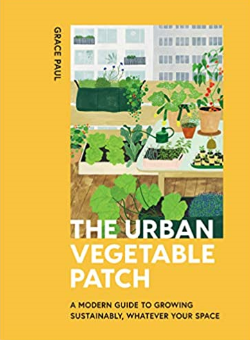 GRACE PAUL
THE URBAN
VEGETABLE
PATCH
A MODERN GUIDE TO GROWING
SUSTAINABLY, WHATEVER YOUR SPACE